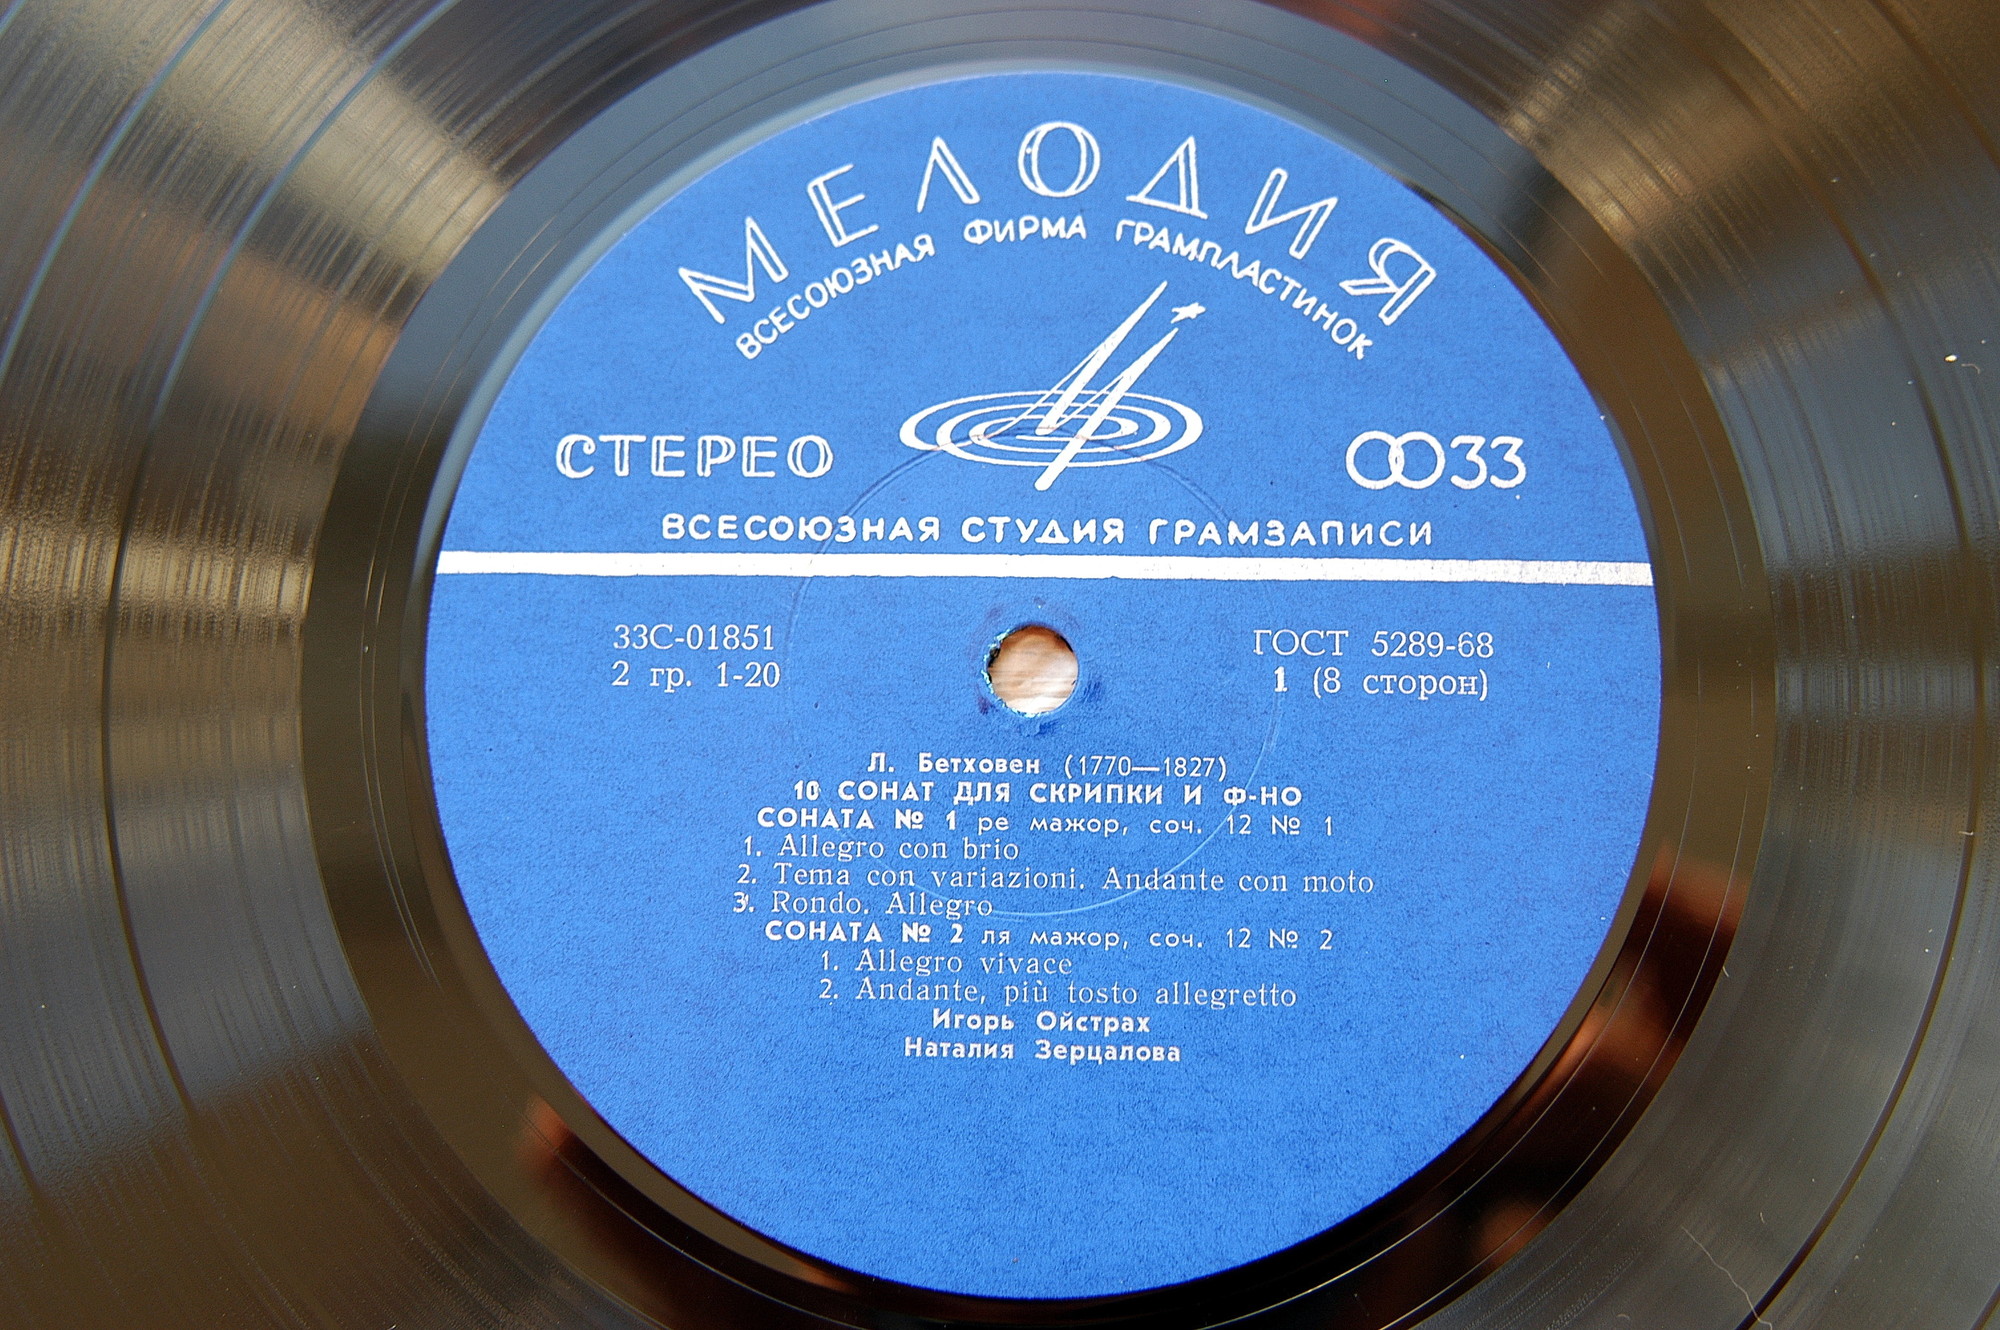 МЕЛОДИЯ
ВСЕСОЮЗНАЯ ФИРМА ГРАМПЛАСТИНОК
СТЕРЕО
33
ВСЕСОЮЗНАЯ СТУДИЯ ГРАМЗАПИСИ
33С-01851
2 гр. 1-20
ГОСТ 5289-68
1 (8 сторон)
Л. Бетховен (1770—1827)
10 СОНАТ ДЛЯ СКРИПКИ И Ф-НО
СОНАТА № 1 ре мажор, соч. 12 № 1
1. Allegro con brio
2. Tema con variazioni. Andante con moto
3. Rondo. Allegro
СОНАТА № 2 ля мажор, соч. 12 № 2
1. Allegro vivace
2. Andante, più tosto allegretto
Игорь Ойстрах
Наталия Зерцалова